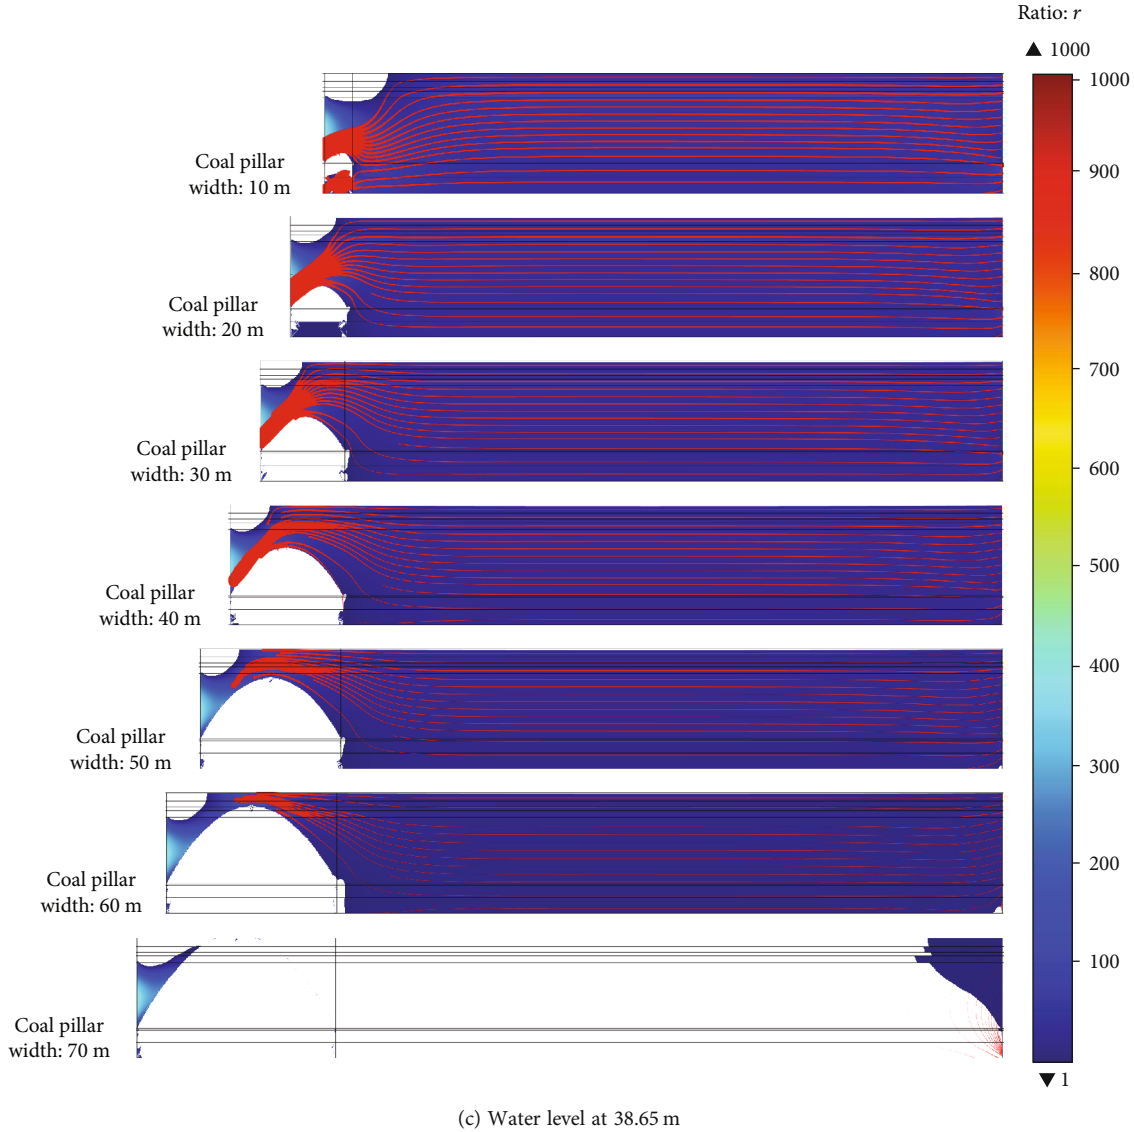 Ratio: r
▲ 1000
1000
900
800
700
600
500
400
300
200
100
▼ 1
Coal pillar
width: 10 m
Coal pillar
width: 20 m
Coal pillar
width: 30 m
Coal pillar
width: 40 m
Coal pillar
width: 50 m
Coal pillar
width: 60 m
Coal pillar
width: 70 m
(c) Water level at 38.65 m